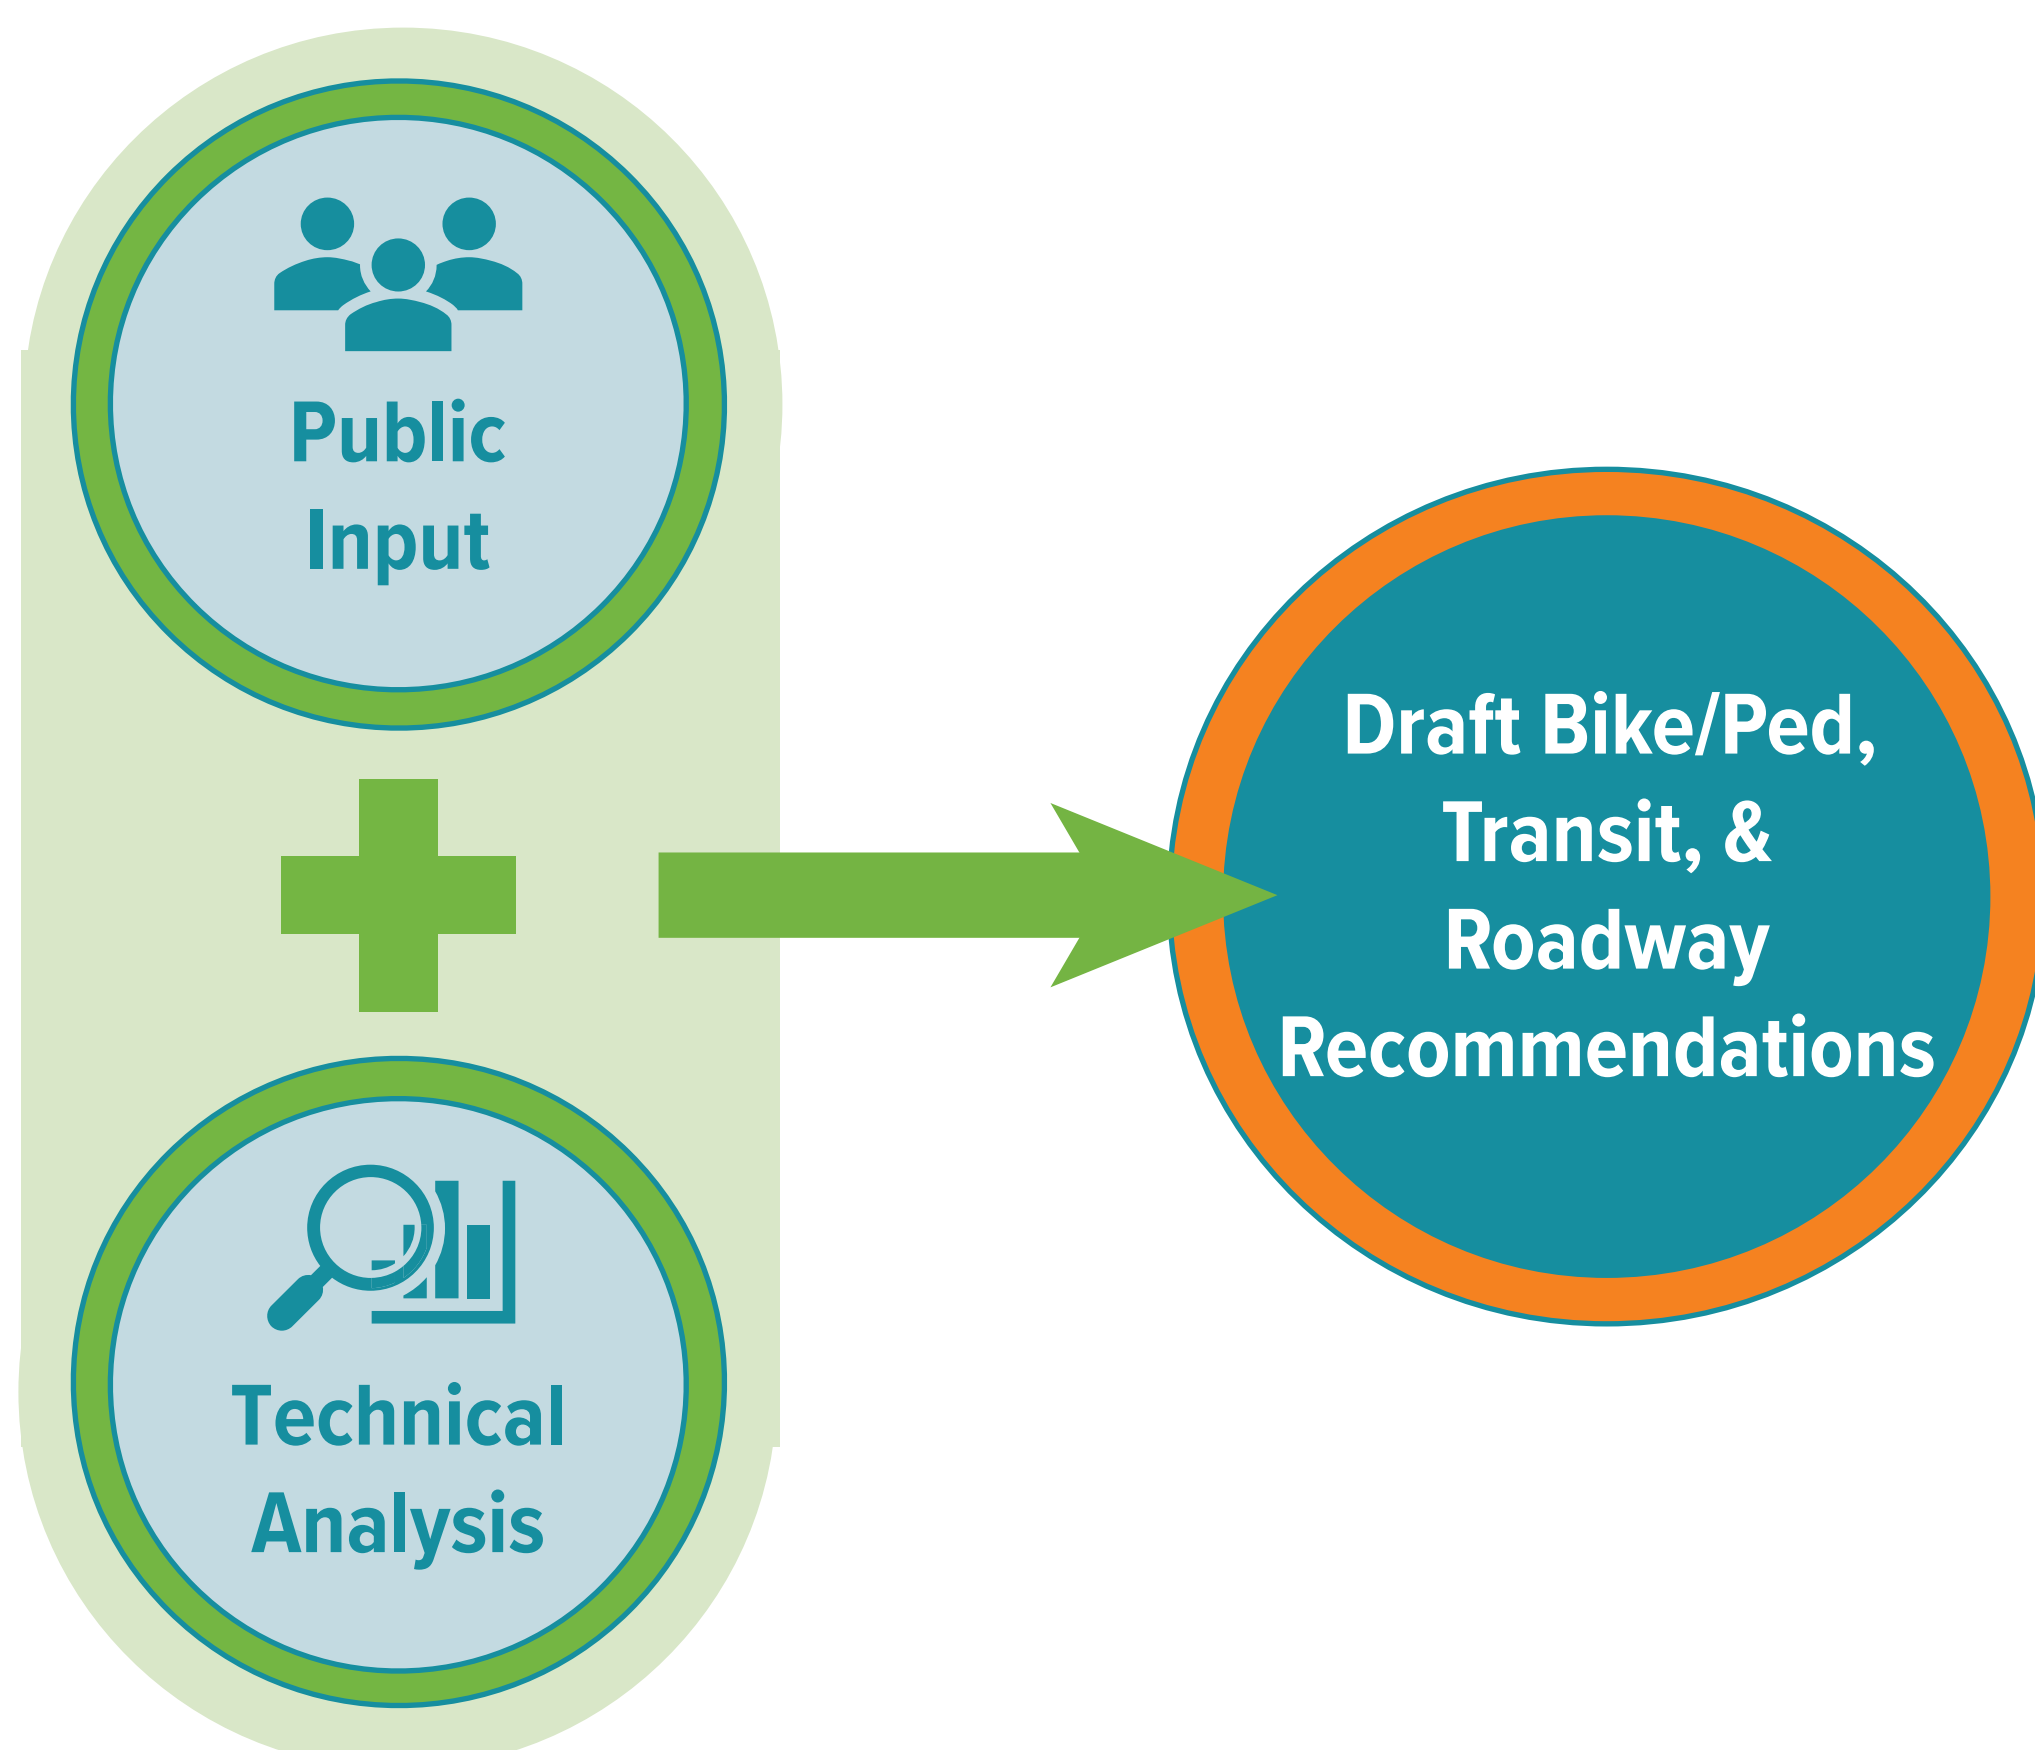 Public
Input
Technical
Analysis
Draft Bike/Ped,
Transit, &
Roadway
Recommendations